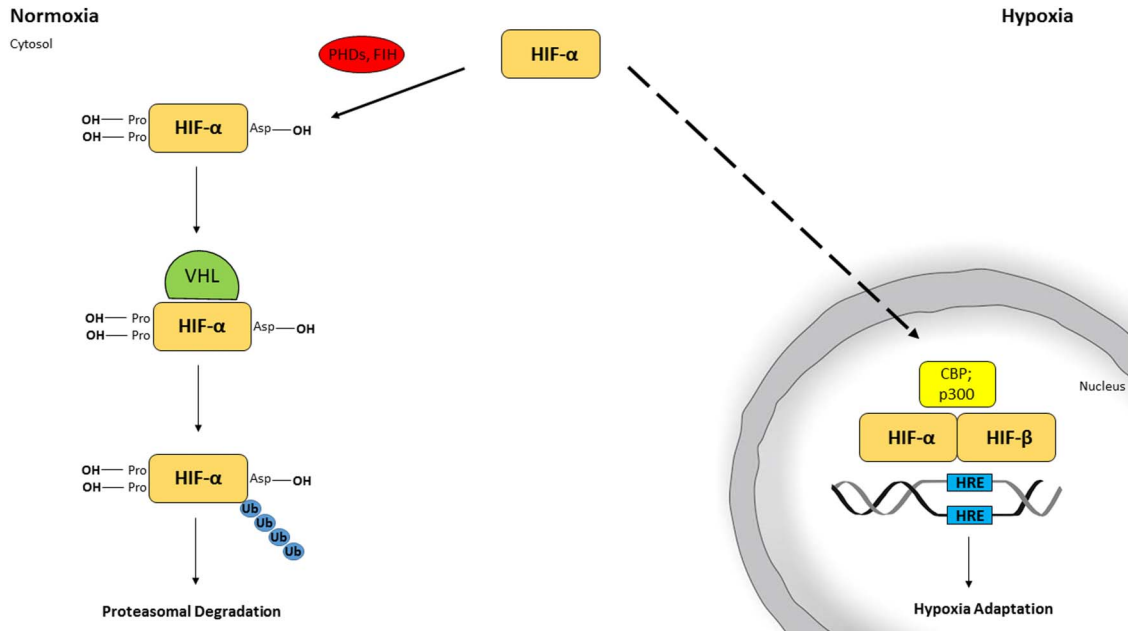 Normoxia
Hypoxia
Cytosol
PHDs, FIH
HIF-α
OH
Pro
OH
Pro
HIF-α
Asp
OH
VHL
OH
Pro
OH
Pro
HIF-α
Asp
OH
OH
Pro
OH
Pro
HIF-α
Asp
OH
Ub
Ub
Ub
Ub
Proteasomal Degradation
CBP;
p300
Nucleus
HIF-α
HIF-β
HRE
HRE
Hypoxia Adaptation